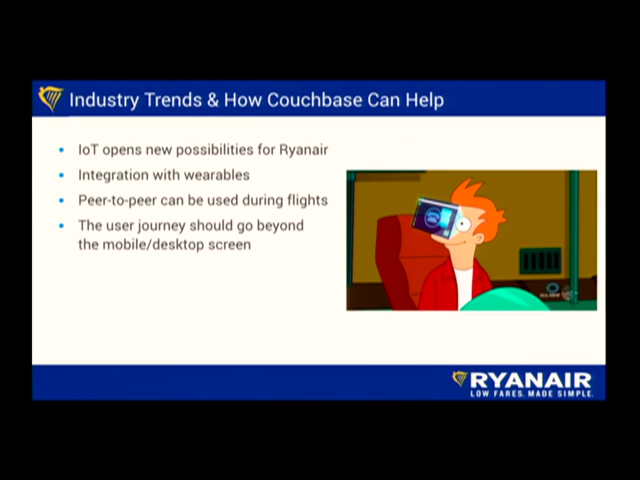 Industry Trends & How Couchbase Can Help
IoT opens new possibilities for Ryanair
Integration with wearables
Peer-to-peer can be used during flights
The user journey should go beyond
the mobile/desktop screen
ALL NEW
RYANAIR
LOW FARES. MADE SIMPLE.